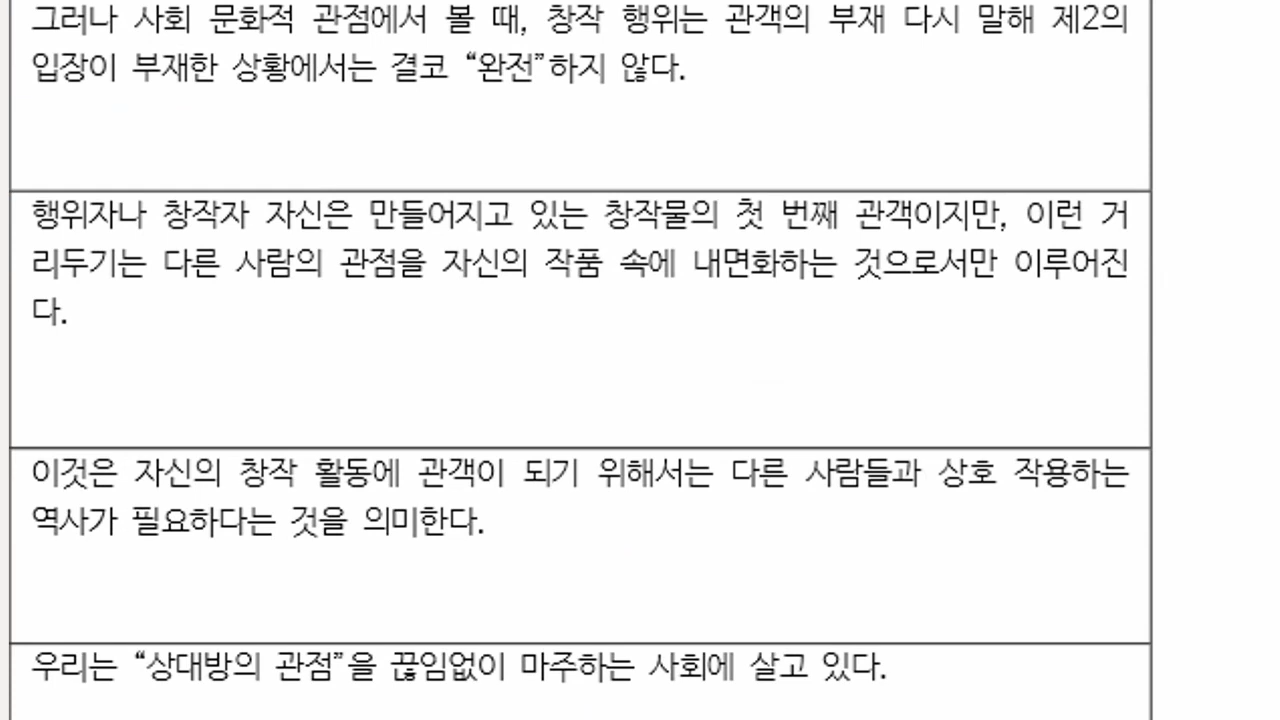 그러나 사회 문화적 관점에서 볼 때, 창작 행위는 관객의 부재 다시 말해 제2의
입장이 부재한 상황에서는 결코 “완전”하지 않다.
행위자나 창작자 자신은 만들어지고 있는 창작물의 첫 번째 관객이지만, 이런 거
리두기는 다른 사람의 관점을 자신의 작품 속에 내면화하는 것으로서만 이루어진
다.
이것은 자신의 창작 활동에 관객이 되기 위해서는 다른 사람들과 상호 작용하는
역사가 필요하다는 것을 의미한다.
우리는 “상대방의 관점”을 끊임없이 마주하는 사회에 살고 있다.